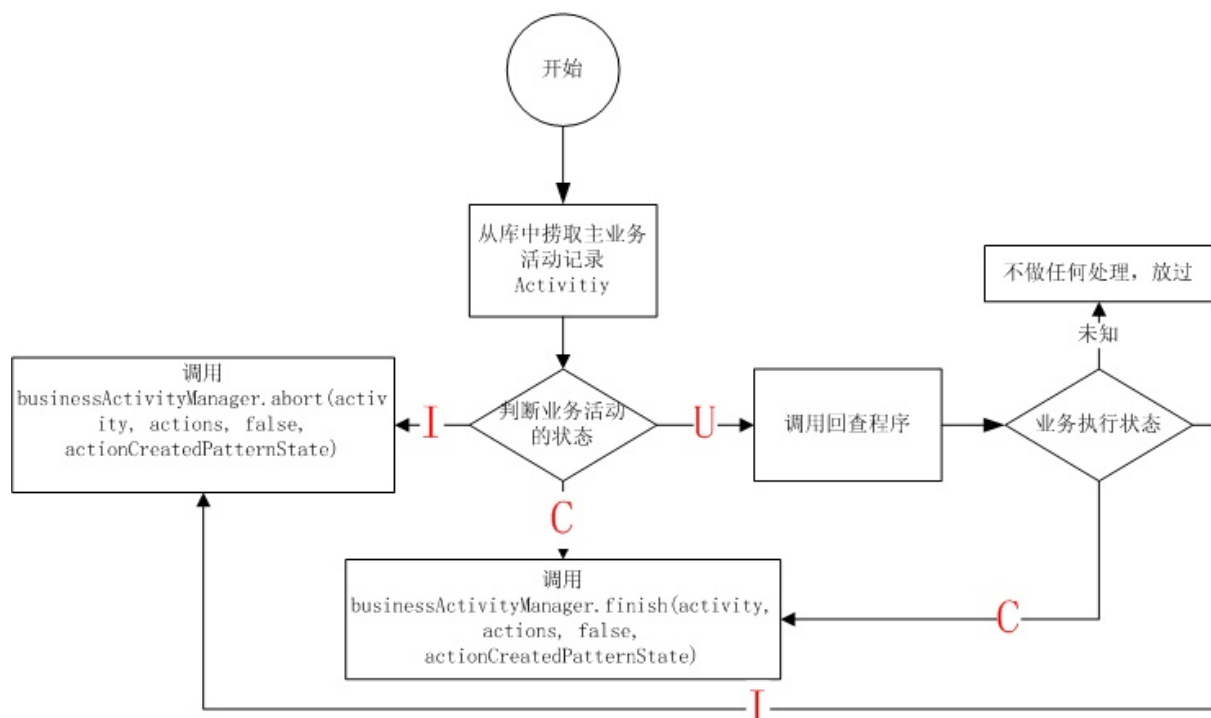 开始
从库中捞取主业务
活动记录
Activitiy
不做任何处理，放过
未知
调用
businessActivityManager.abort(activ
ity, actions, false,
actionCreatedPatternState)
I
判断业务活动
的状态
U
调用回查程序
业务执行状态
C
调用
businessActivityManager.finish(activity,
actions, false,
actionCreatedPatternState)
C
I